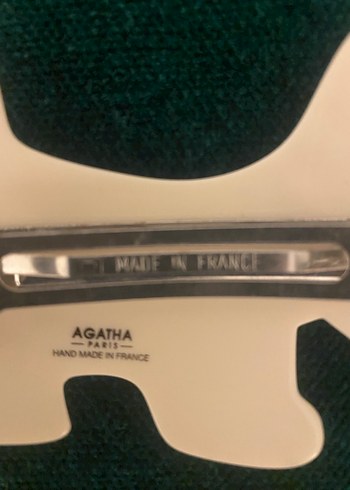 MADE IN FRANCE
AGATHA
— PARIS —
HAND MADE IN FRANCE